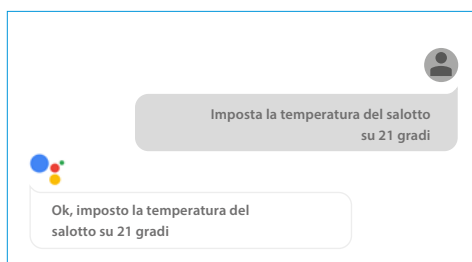 Imposta la temperatura del salotto
su 21 gradi
Ok, imposto la temperatura del
salotto su 21 gradi